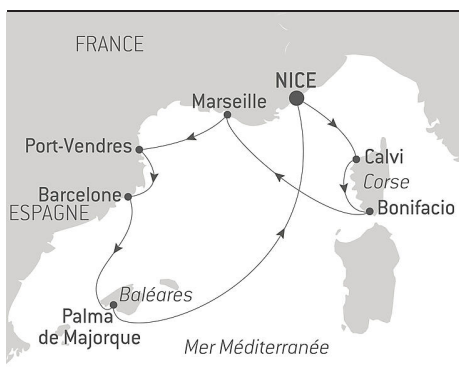 FRANCE
NICE
Marseille
Port-Vendres
Calvi
Corse
Barcelone
ESPAGNE
Bonifacio
Baléares
Palma
de Majorque
Mer Méditerranée